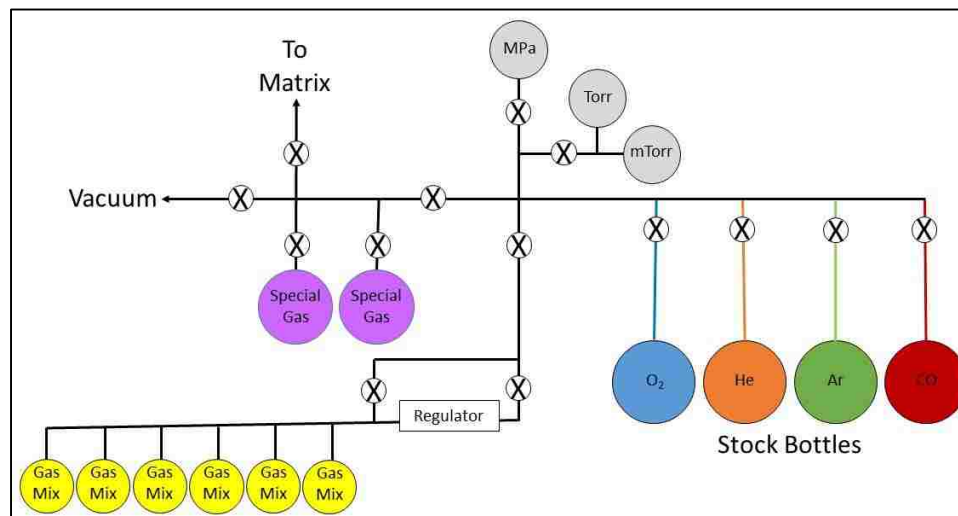 MPa
To
Matrix
Torr
mTorr
X
X
X
X
Vacuum
X
X
X
X
X
X
X
X
X
Special
Gas
Special
Gas
O₂
He
Ar
CO
X
X
Regulator
Stock Bottles
Gas
Mix
Gas
Mix
Gas
Mix
Gas
Mix
Gas
Mix
Gas
Mix